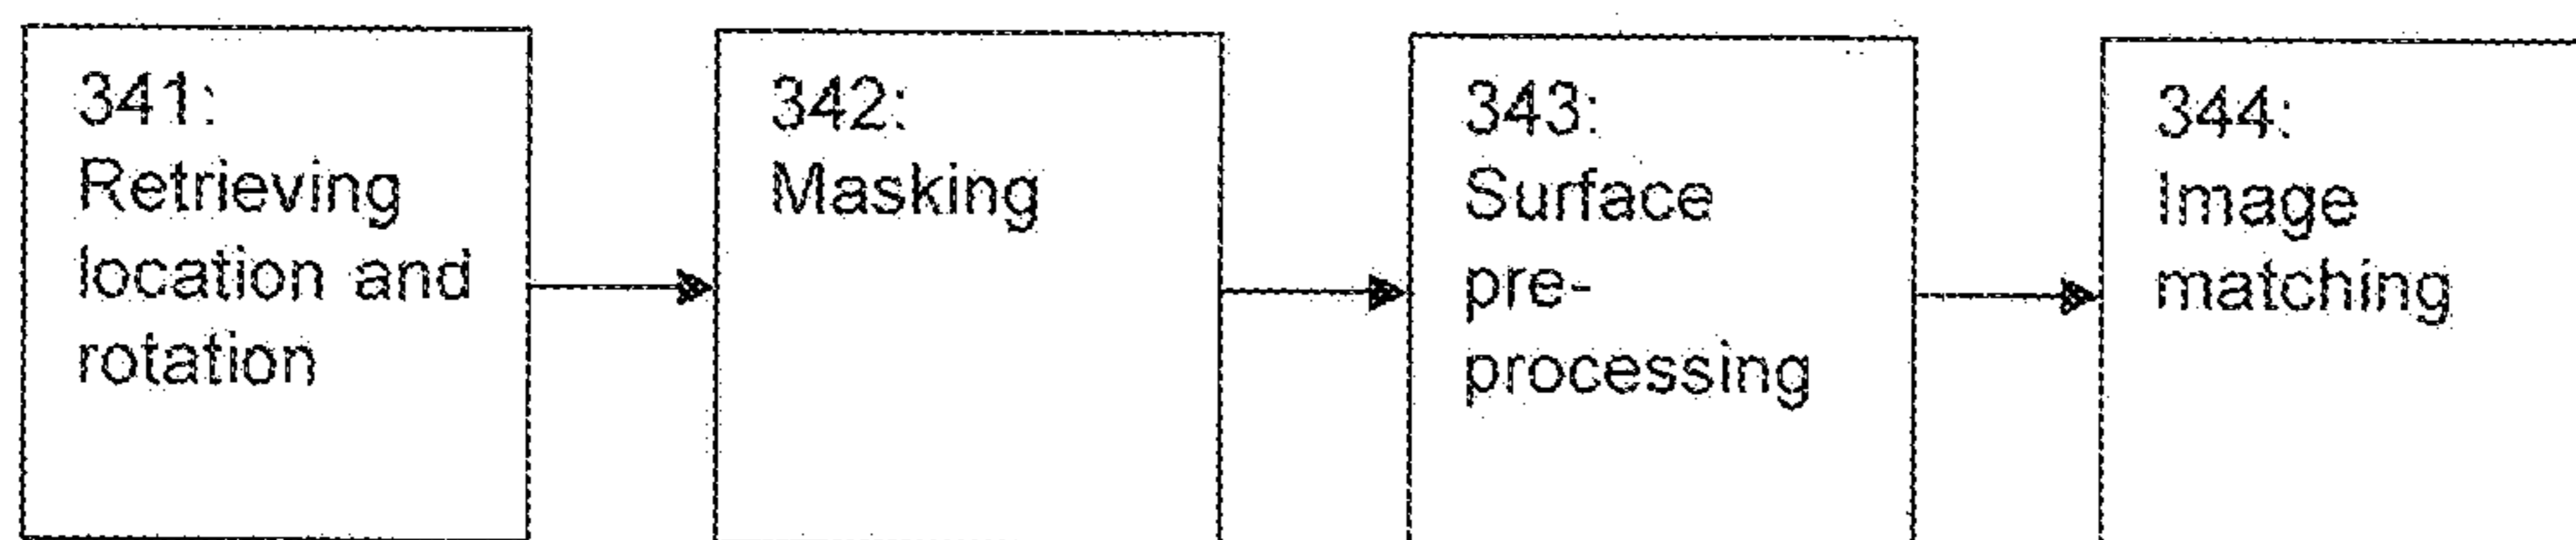 341:
Retrieving
location and
rotation
342:
Masking
343:
Surface
pre-
processing
344:
Image
matching